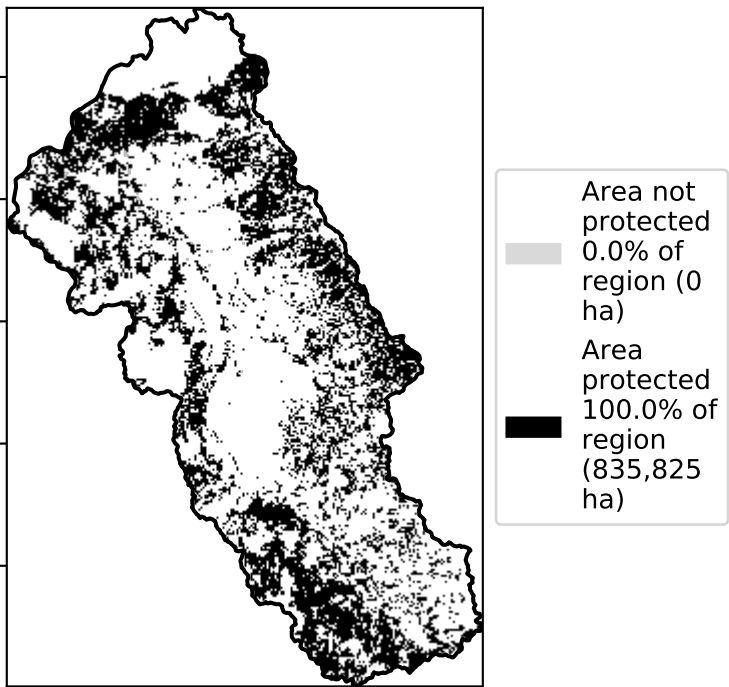 Area not
protected
0.0% of
region (0
ha)
Area
protected
100.0% of
region
(835,825
ha)